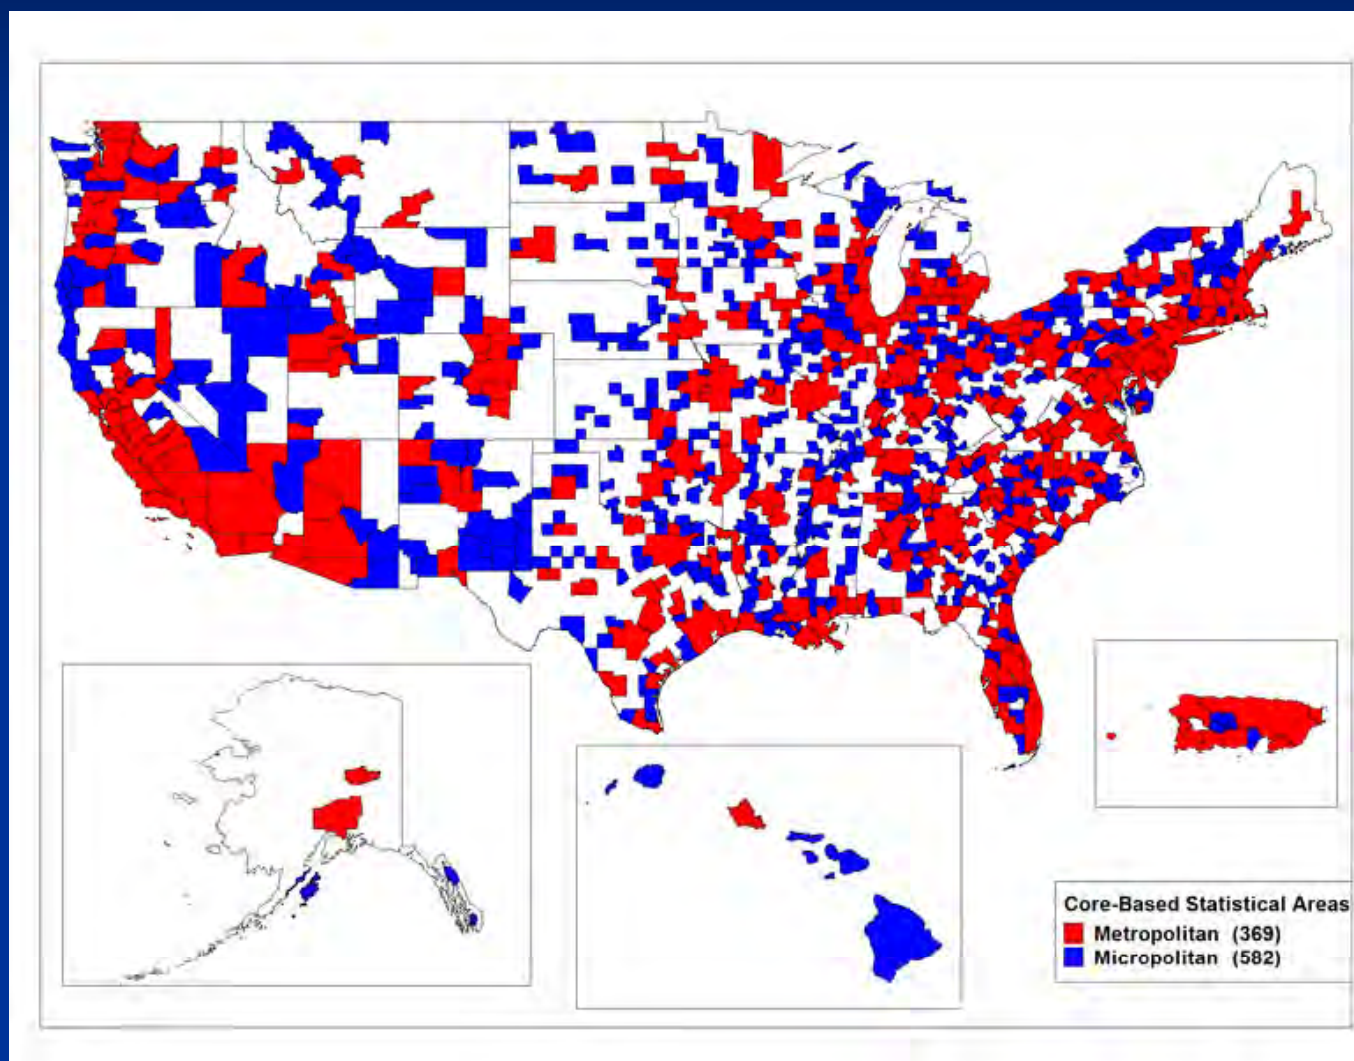 Core-Based Statistical Areas
Metropolitan (369)
Micropolitan (582)